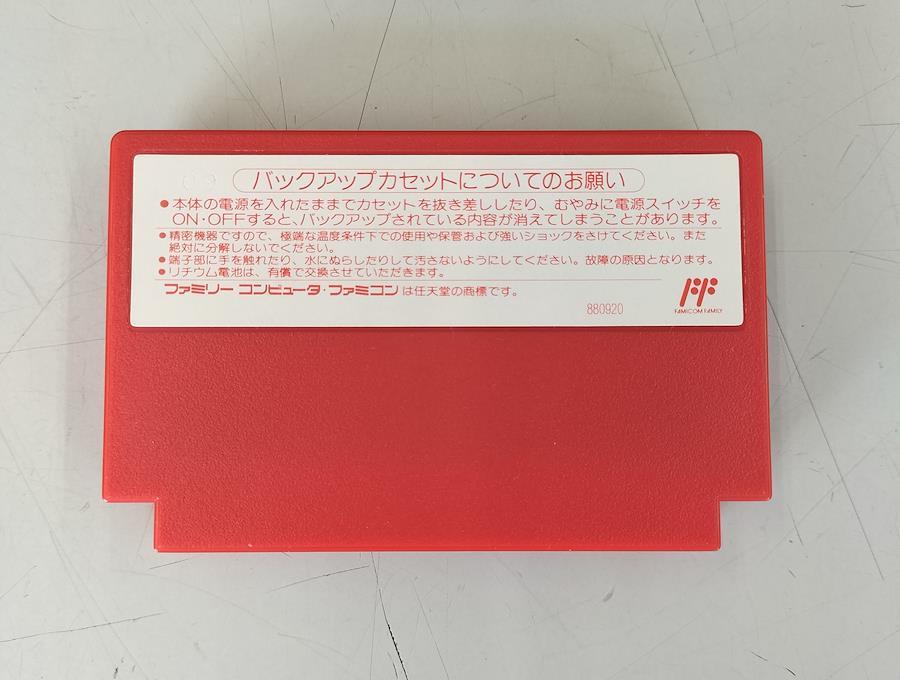 バックアップカセットについてのお願い
●本体の電源を入れたままでカセットを抜き差ししたり、むやみに電源スイッチを
ON・OFFすると、バックアップされている内容が消えてしまうことがあります。
●精密機器ですので、極端な温度条件下での使用や保管および強いショックをさけてください。また
絶対に分解しないでください。
●端子部に手を触れたり、水にぬらしたりして汚さないようにしてください。故障の原因となります。
●リチウム電池は、有償で交換させていただきます。
ファミリー コンピュータ・ファミコンは任天堂の商標です。
880920
FAMICOM FAMILY